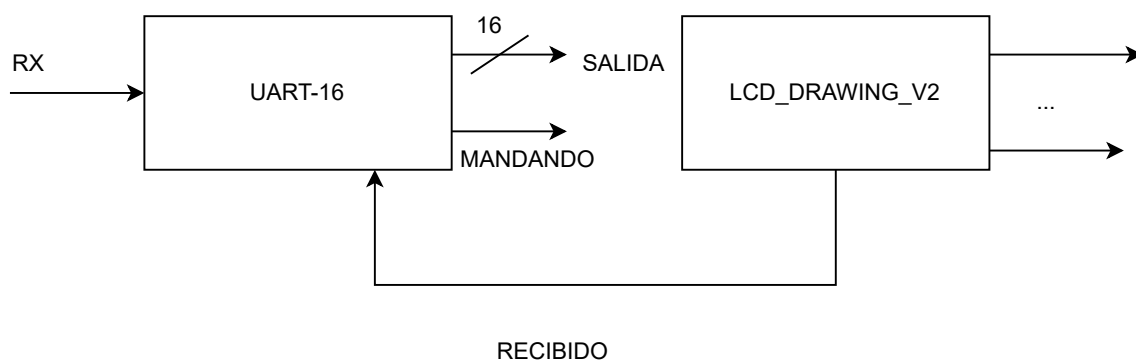 16
RX
SALIDA
UART-16
LCD_DRAWING_V2
...
MANDANDO
RECIBIDO